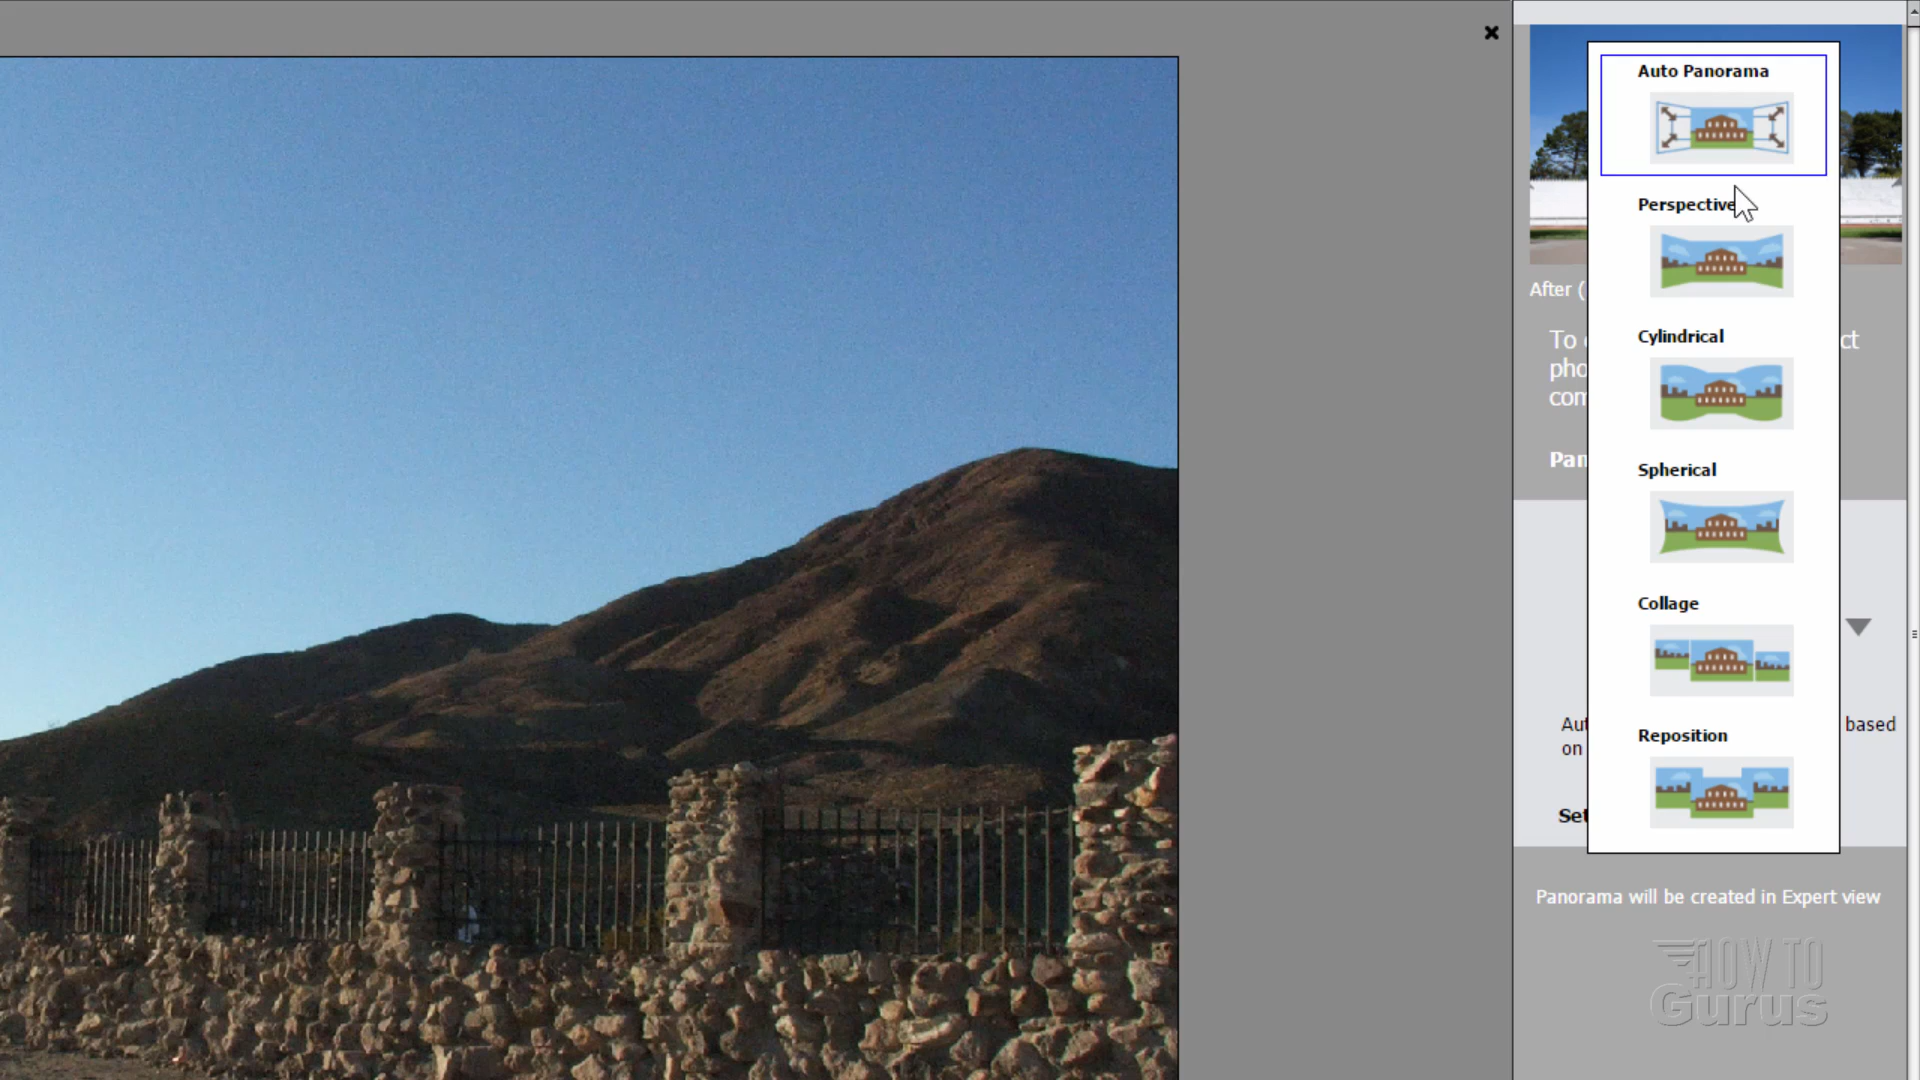 Auto Panorama
Perspective
After (
Cylindrical
To
ct
pho
com
Pan
Spherical
Collage
Aut
based
on
Reposition
Set
Panorama will be created in Expert view
HOW TO
Gurus